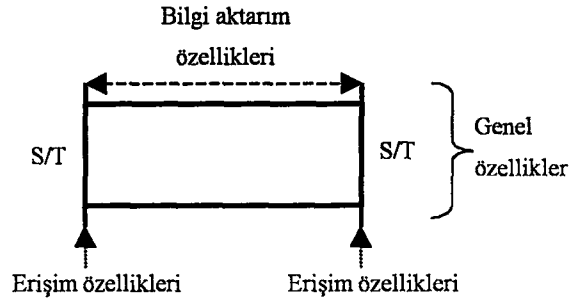 Bilgi aktarım
özellikleri
S/T
S/T
Genel
özellikler
Erişim özellikleri
Erişim özellikleri